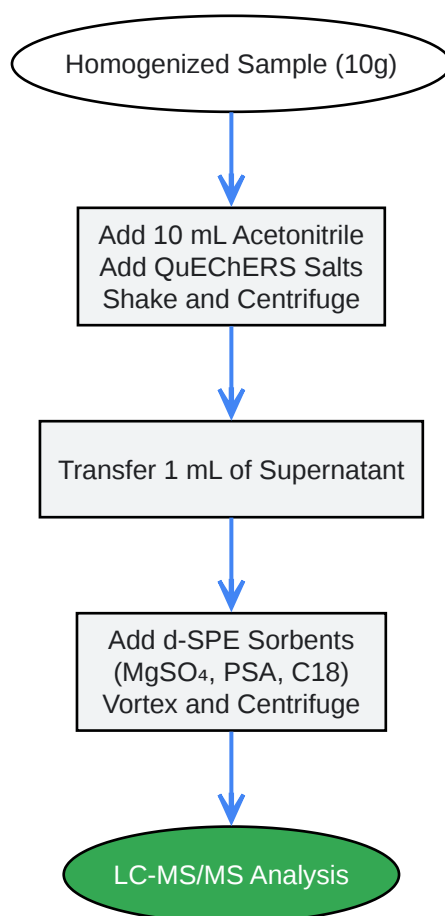 Homogenized Sample (10g)
Add 10 mL Acetonitrile
Add QuEChERS Salts
Shake and Centrifuge
Transfer 1 mL of Supernatant
Add d-SPE Sorbents
(MgSO₄, PSA, C18)
Vortex and Centrifuge
LC-MS/MS Analysis